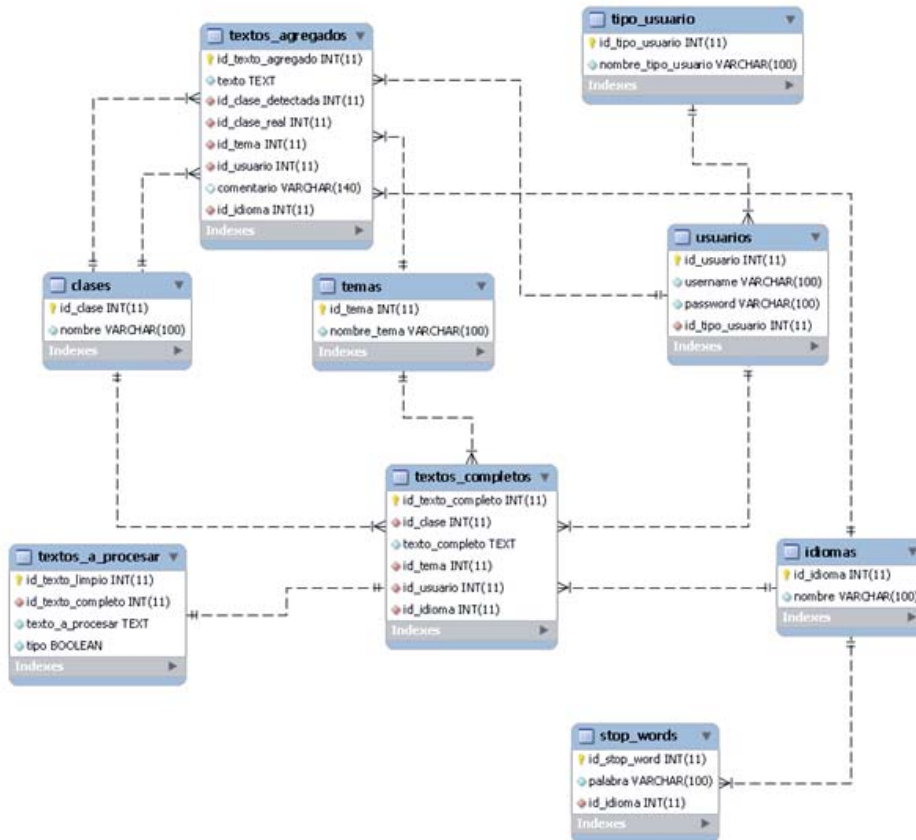 textos_agregados
id_texto_agregado INT(11)
texto TEXT
id_clase_detectada INT(11)
id_clase_real INT(11)
id_tema INT(11)
id_usuario INT(11)
comentario VARCHAR(140)
id_idioma INT(11)
Indexes
tipo_usuario
id_tipo_usuario INT(11)
nombre_tipo_usuario VARCHAR(100)
Indexes
clases
id_clase INT(11)
nombre VARCHAR(100)
Indexes
temas
id_tema INT(11)
nombre_tema VARCHAR(100)
Indexes
usuarios
id_usuario INT(11)
username VARCHAR(100)
password VARCHAR(100)
id_tipo_usuario INT(11)
Indexes
textos_completos
id_texto_completo INT(11)
id_clase INT(11)
texto_completo TEXT
id_tema INT(11)
id_usuario INT(11)
id_idioma INT(11)
Indexes
textos_a_procesar
id_texto_limpio INT(11)
id_texto_completo INT(11)
texto_a_procesar TEXT
tipo BOOLEAN
Indexes
idiomas
id_idioma INT(11)
nombre VARCHAR(100)
Indexes
stop_words
id_stop_word INT(11)
palabra VARCHAR(100)
id_idioma INT(11)
Indexes